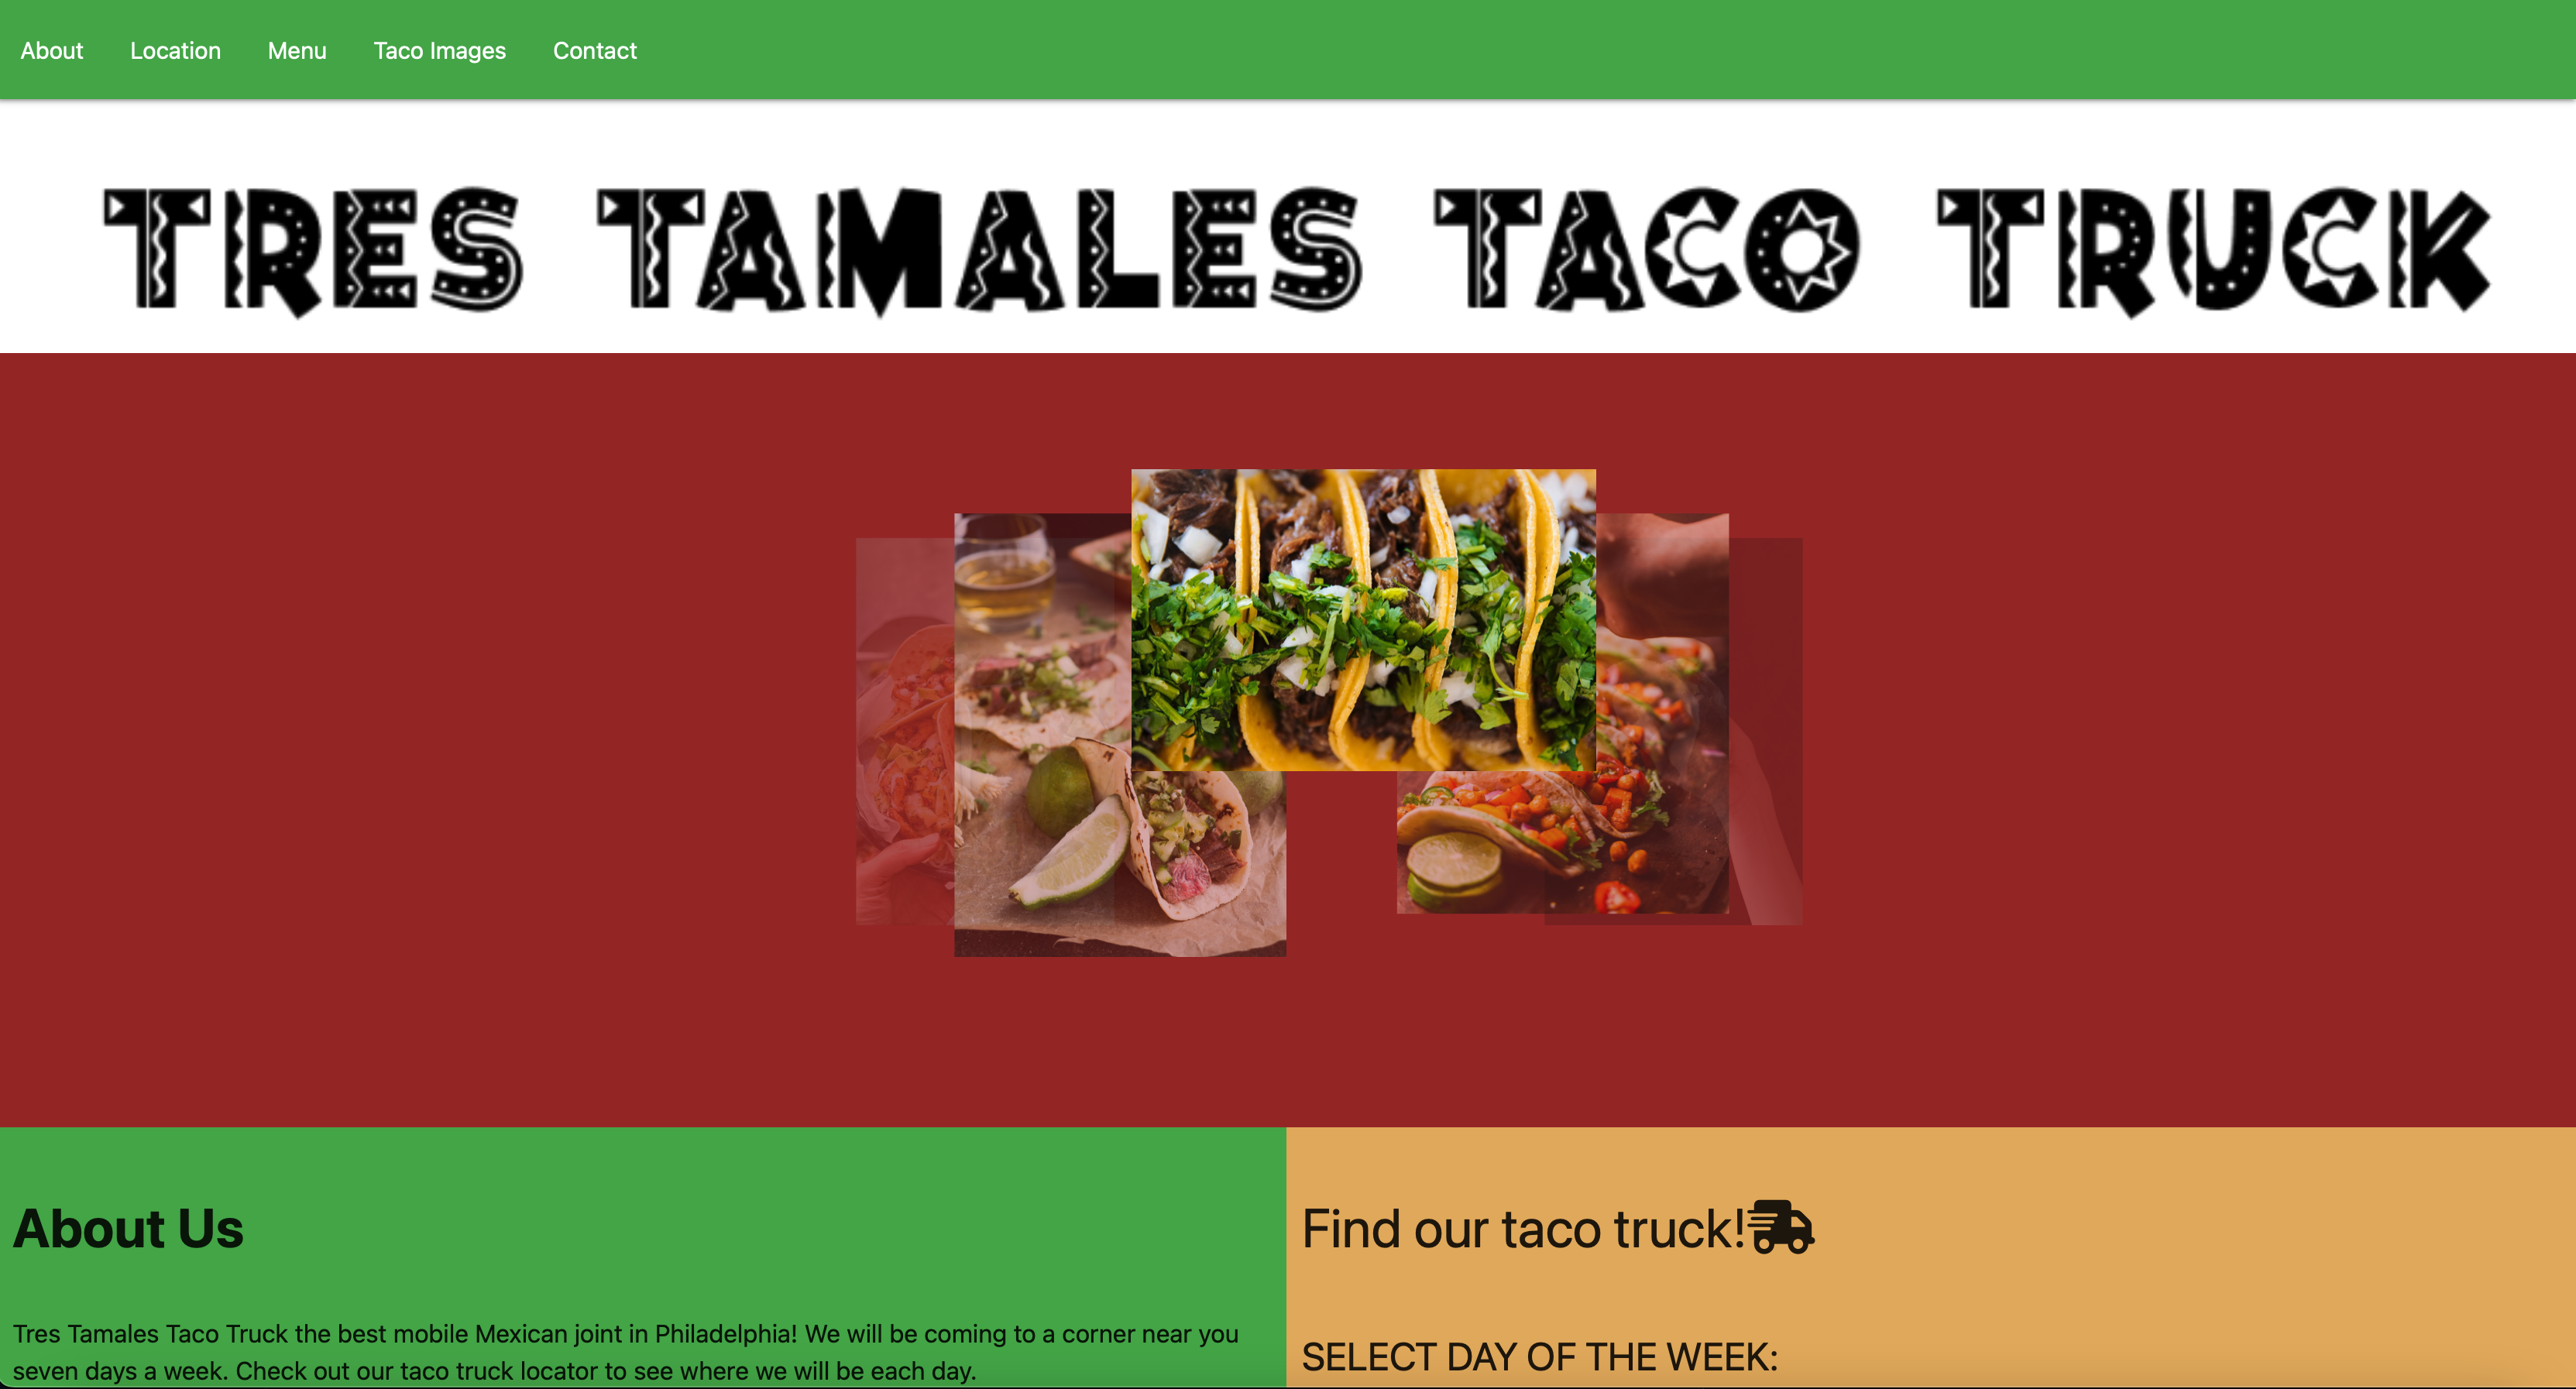 About Location Menu Taco Images Contact
TRES TAMALES TACO TRUCK
About Us
Tres Tamales Taco Truck the best mobile Mexican joint in Philadelphia! We will be coming to a corner near you
seven days a week. Check out our taco truck locator to see where we will be each day.
Find our taco truck!
SELECT DAY OF THE WEEK: